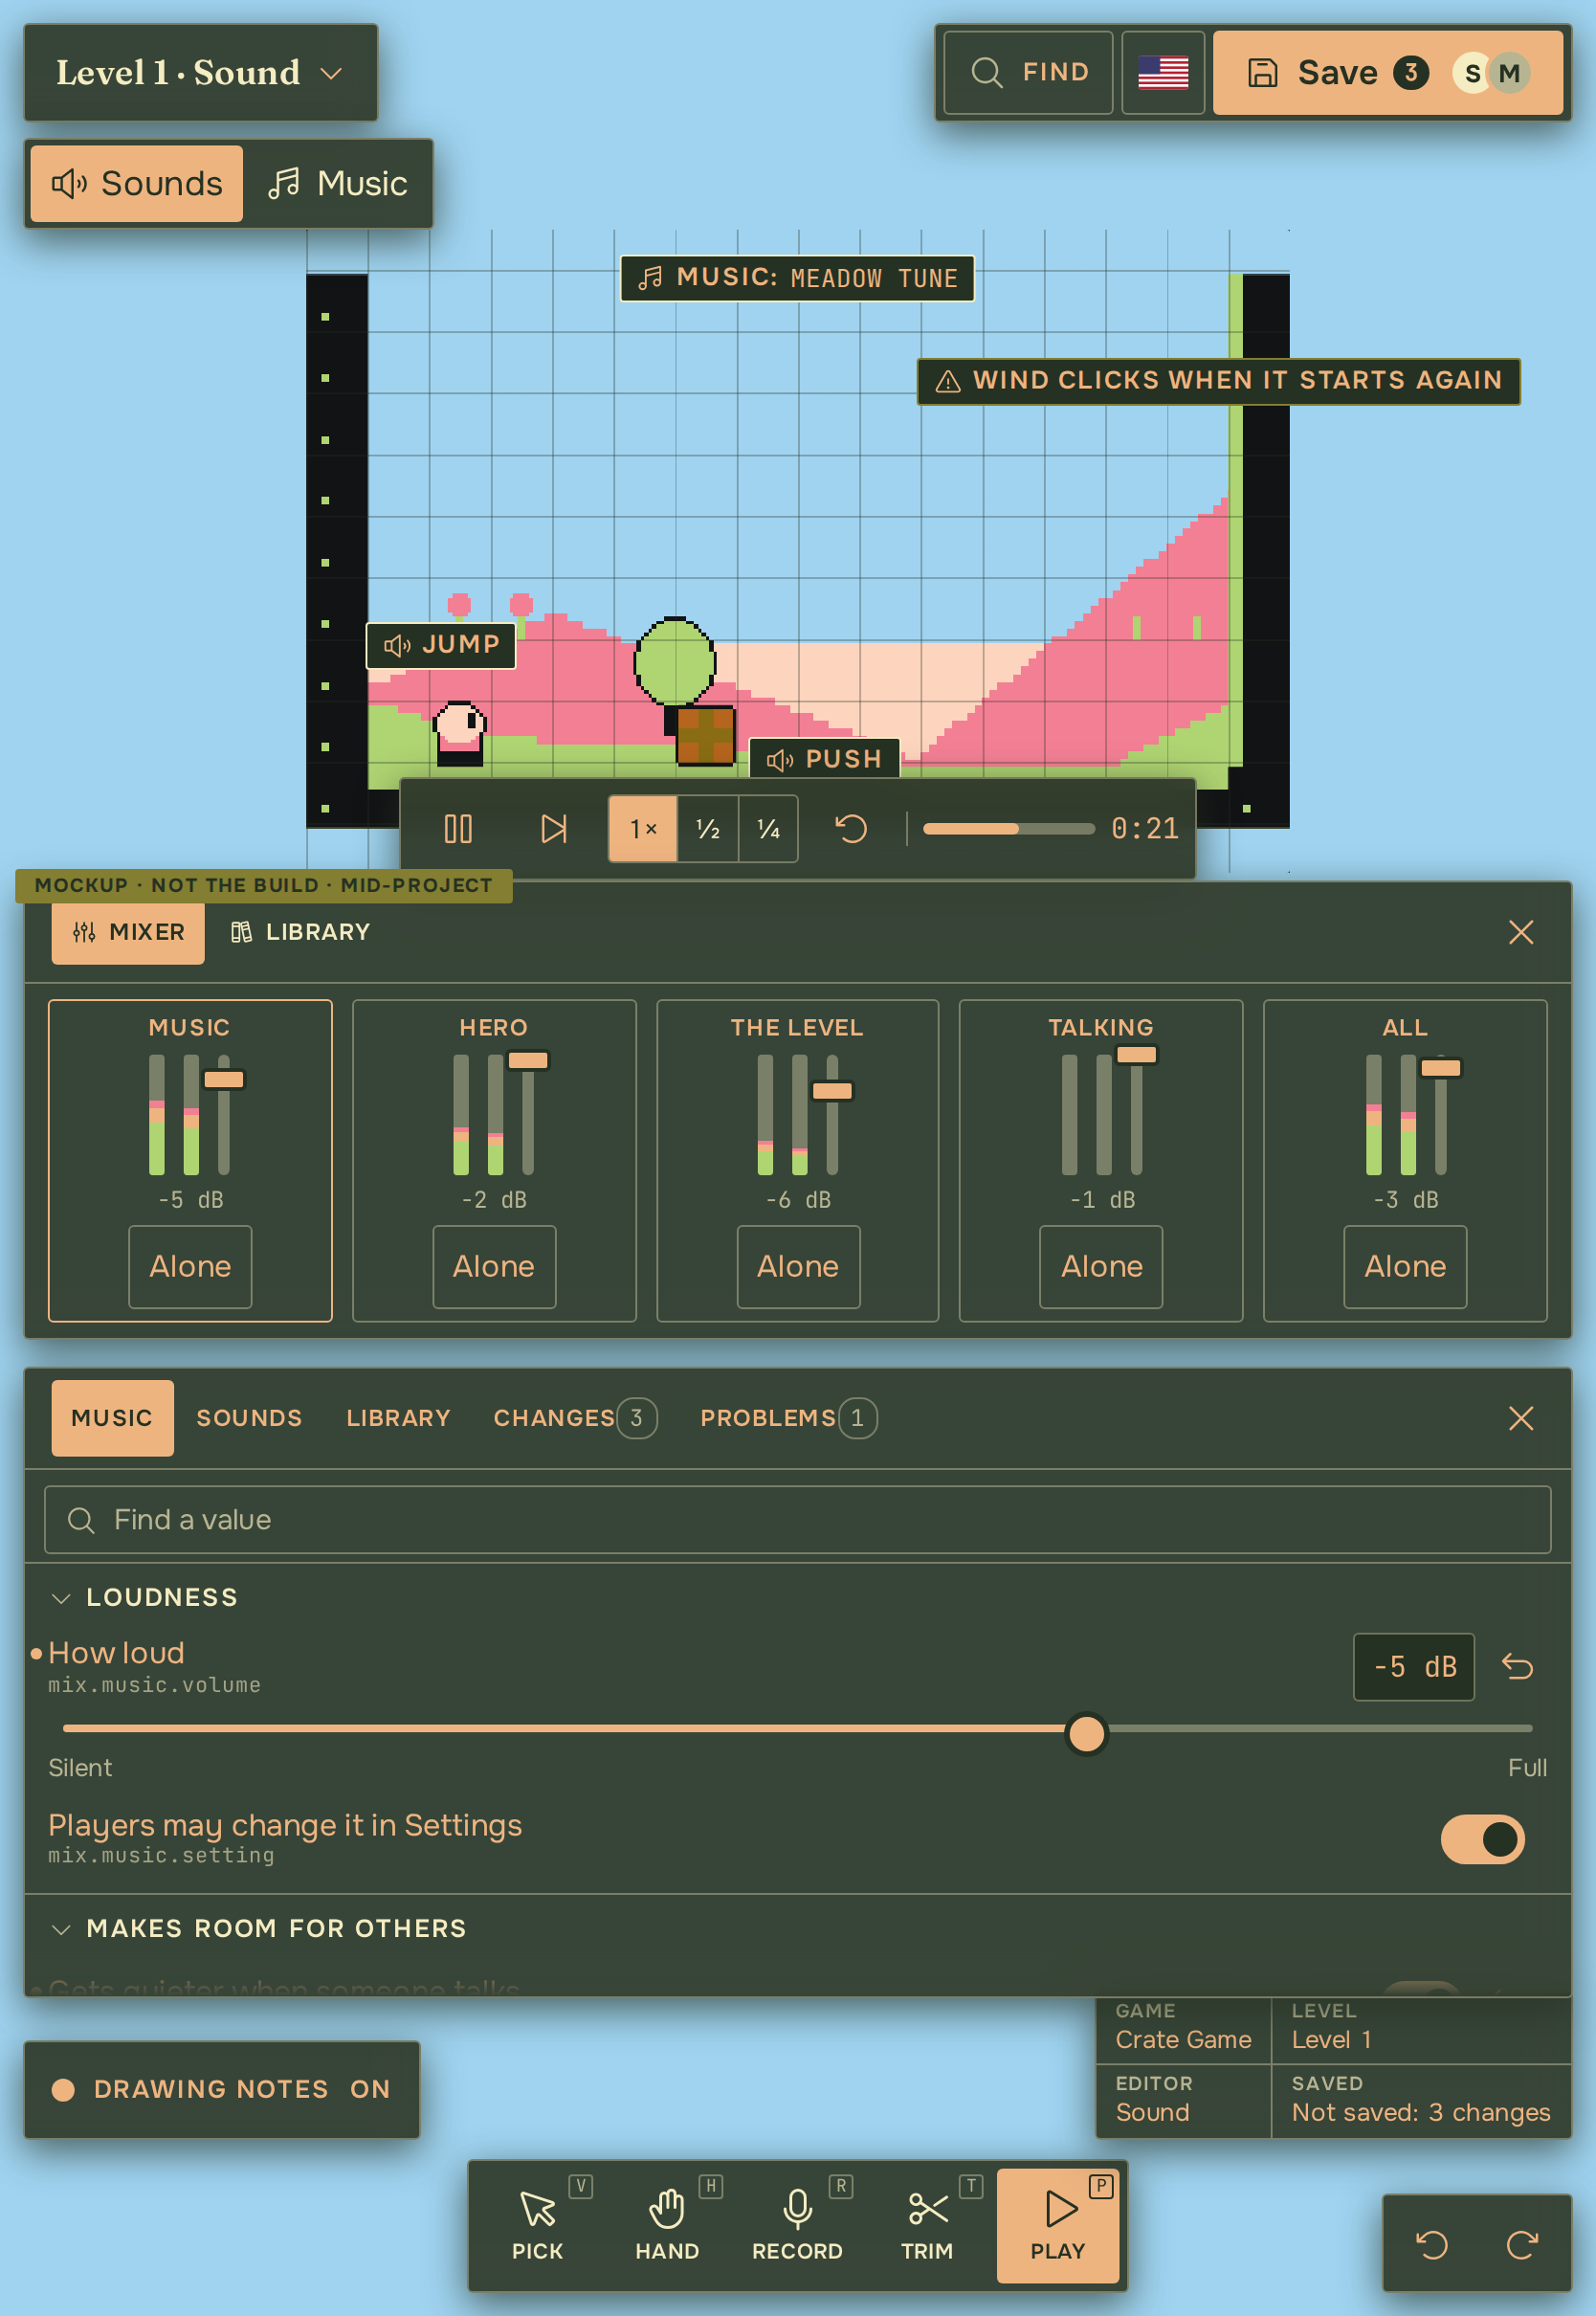 Level 1 · Sound
FIND
Save 3 S M
Sounds
Music
MUSIC: MEADOW TUNE
WIND CLICKS WHEN IT STARTS AGAIN
JUMP
PUSH
1× ½ ¼ 0:21
MOCKUP · NOT THE BUILD · MID-PROJECT
MIXER
LIBRARY
MUSIC
-5 dB
Alone
HERO
-2 dB
Alone
THE LEVEL
-6 dB
Alone
TALKING
-1 dB
Alone
ALL
-3 dB
Alone
MUSIC
SOUNDS
LIBRARY
CHANGES 3
PROBLEMS 1
Find a value
LOUDNESS
How loud
mix.music.volume
-5 dB
Silent
Full
Players may change it in Settings
mix.music.setting
MAKES ROOM FOR OTHERS
Gets quieter when someone talks
GAME
Crate Game
LEVEL
Level 1
EDITOR
Sound
SAVED
Not saved: 3 changes
DRAWING NOTES ON
V
PICK
H
HAND
R
RECORD
T
TRIM
P
PLAY